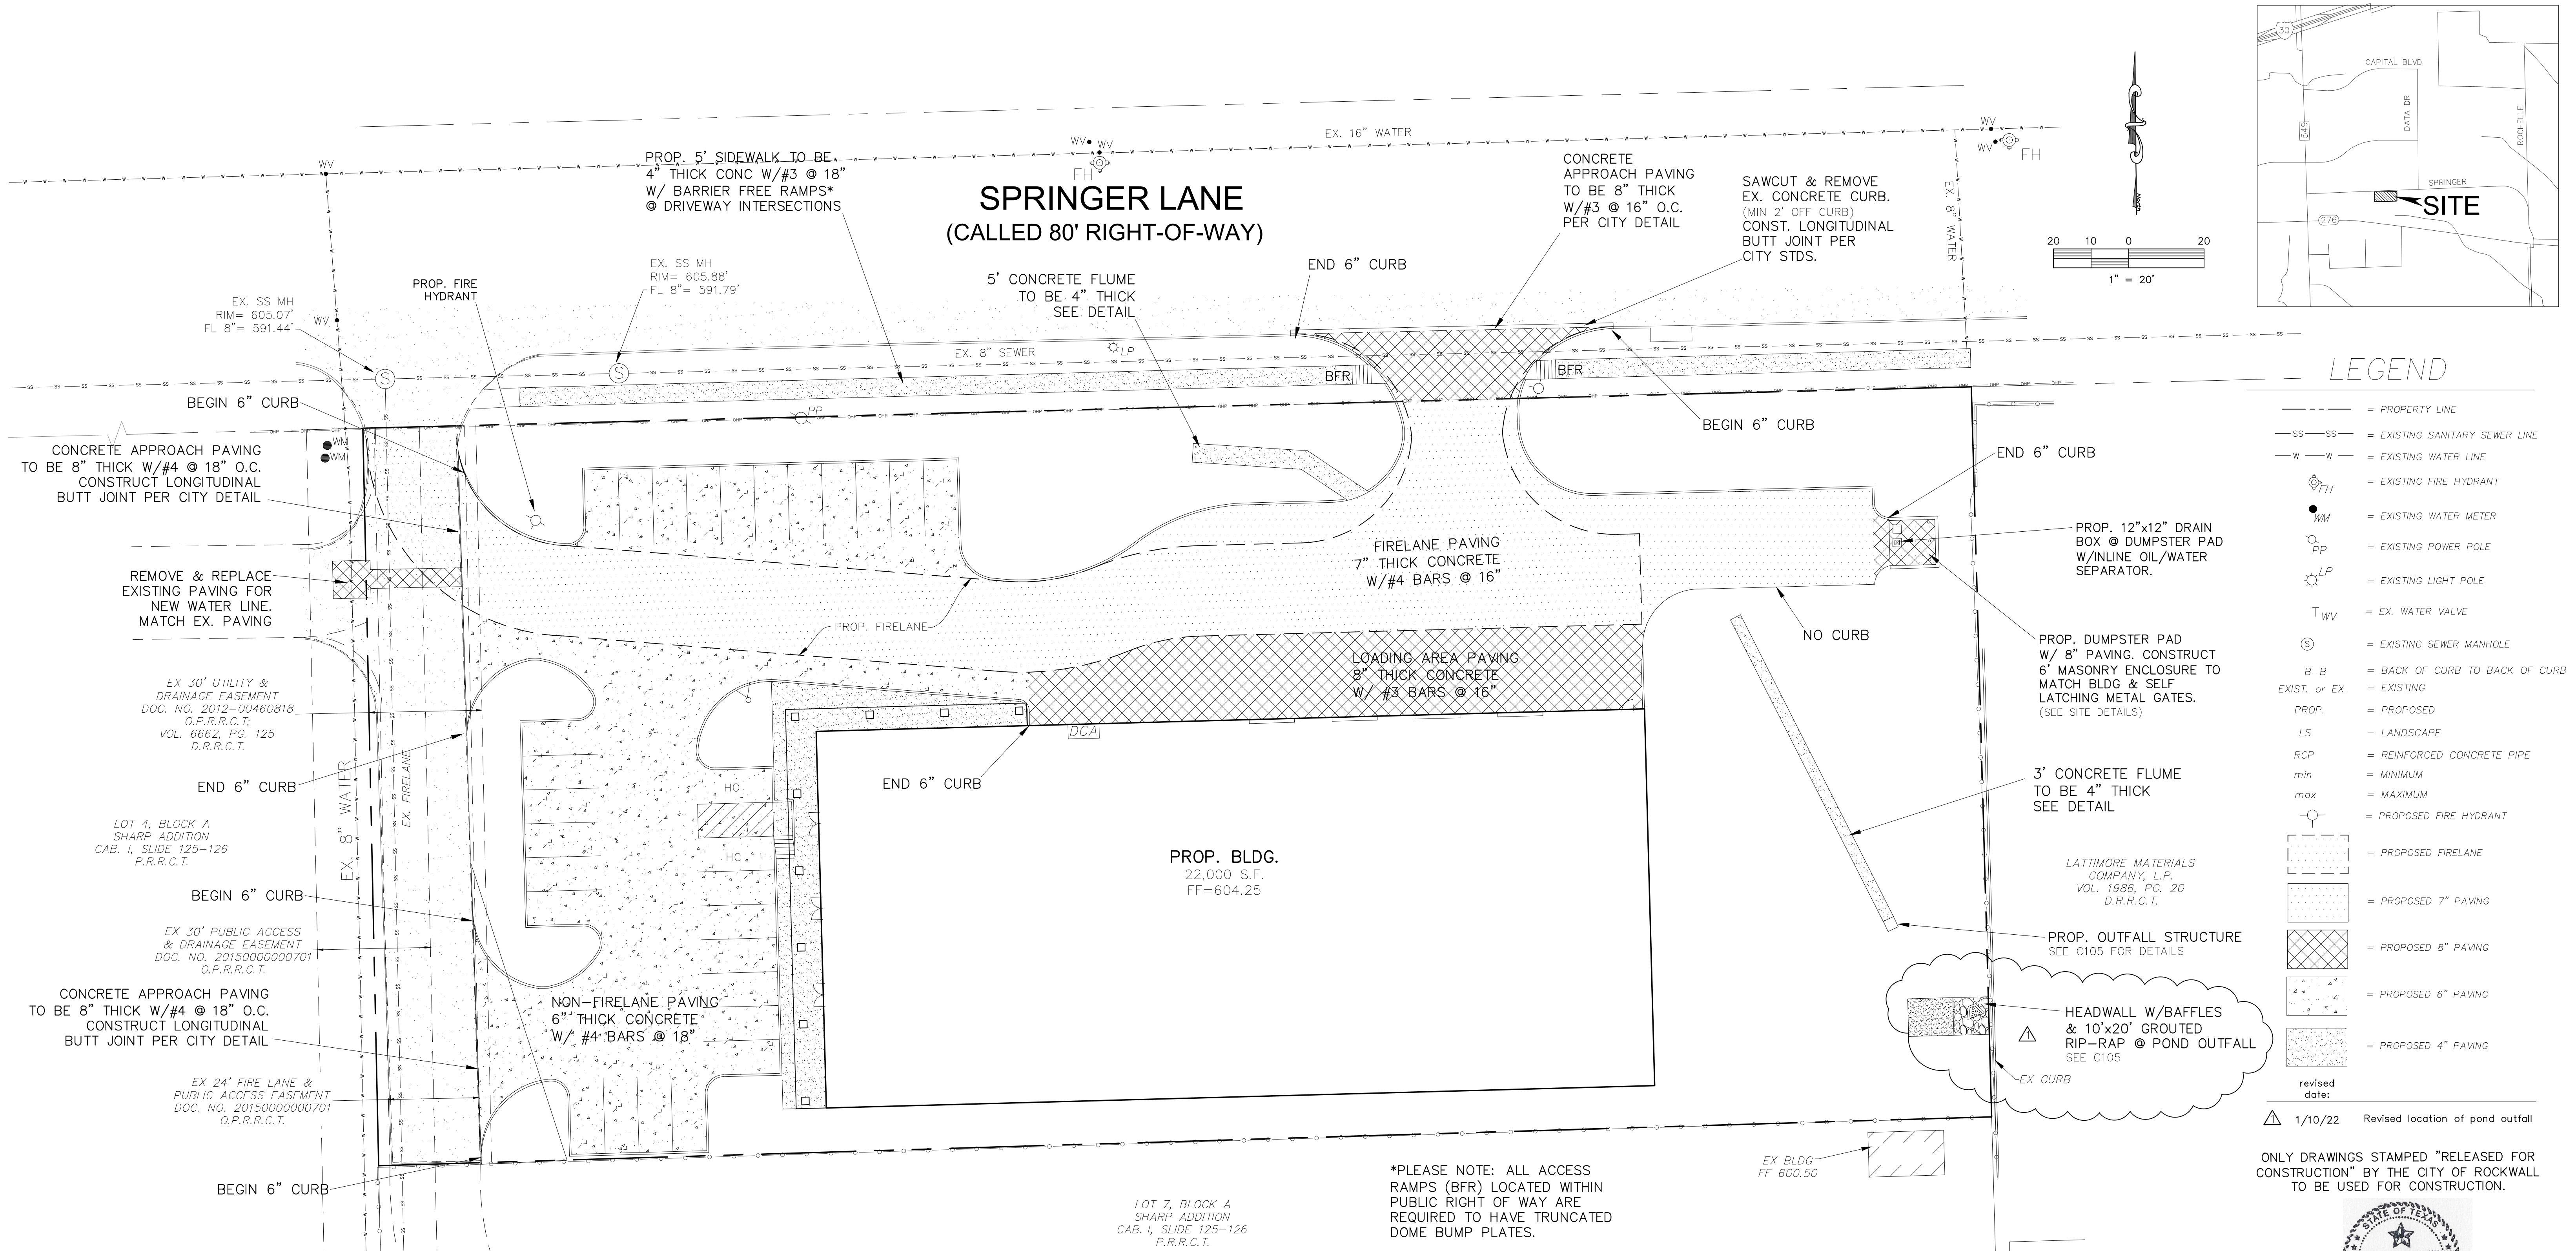 30
CAPITAL BLVD
DATA DR
ROCHELLE
549
SPRINGER
SITE
276
NORTH
20 10 0 20
1" = 20'
EX. 16" WATER
WV
WV
WV
FH
WV
WV
FH
WV
PROP. 5' SIDEWALK TO BE
4" THICK CONC W/#3 @ 18"
W/ BARRIER FREE RAMPS*
@ DRIVEWAY INTERSECTIONS
SPRINGER LANE
(CALLED 80' RIGHT-OF-WAY)
CONCRETE
APPROACH PAVING
TO BE 8" THICK
W/#3 @ 16" O.C.
PER CITY DETAIL
SAWCUT & REMOVE
EX. CONCRETE CURB.
(MIN 2' OFF CURB)
CONST. LONGITUDINAL
BUTT JOINT PER
CITY STDS.
EX. 8" WATER
EX. SS MH
RIM= 605.88'
FL 8"= 591.79'
PROP. FIRE
HYDRANT
EX. SS MH
RIM= 605.07'
FL 8"= 591.44'
WV
5' CONCRETE FLUME
TO BE 4" THICK
SEE DETAIL
END 6" CURB
EX. 8" SEWER
LP
S
S
BFR
BFR
PP
BEGIN 6" CURB
BEGIN 6" CURB
END 6" CURB
WM
WM
CONCRETE APPROACH PAVING
TO BE 8" THICK W/#4 @ 18" O.C.
CONSTRUCT LONGITUDINAL
BUTT JOINT PER CITY DETAIL
REMOVE & REPLACE
EXISTING PAVING FOR
NEW WATER LINE.
MATCH EX. PAVING
FIRELANE PAVING
7" THICK CONCRETE
W/#4 BARS @ 16"
PROP. 12"x12" DRAIN
BOX @ DUMPSTER PAD
W/INLINE OIL/WATER
SEPARATOR.
PROP. FIRELANE
NO CURB
PROP. DUMPSTER PAD
W/ 8" PAVING. CONSTRUCT
6' MASONRY ENCLOSURE TO
MATCH BLDG & SELF
LATCHING METAL GATES.
(SEE SITE DETAILS)
LOADING AREA PAVING
8" THICK CONCRETE
W/ #3 BARS @ 16"
EX 30' UTILITY &
DRAINAGE EASEMENT
DOC. NO. 2012-00460818
O.P.R.R.C.T;
VOL. 6662, PG. 125
D.R.R.C.T.
DCA
END 6" CURB
END 6" CURB
EX. 8" WATER
EX. FIRELANE
HC
HC
3' CONCRETE FLUME
TO BE 4" THICK
SEE DETAIL
LOT 4, BLOCK A
SHARP ADDITION
CAB. I, SLIDE 125-126
P.R.R.C.T.
PROP. BLDG.
22,000 S.F.
FF=604.25
LATTIMORE MATERIALS
COMPANY, L.P.
VOL. 1986, PG. 20
D.R.R.C.T.
BEGIN 6" CURB
EX 30' PUBLIC ACCESS
& DRAINAGE EASEMENT
DOC. NO. 20150000000701
O.P.R.R.C.T.
PROP. OUTFALL STRUCTURE
SEE C105 FOR DETAILS
CONCRETE APPROACH PAVING
TO BE 8" THICK W/#4 @ 18" O.C.
CONSTRUCT LONGITUDINAL
BUTT JOINT PER CITY DETAIL
NON-FIRELANE PAVING
6" THICK CONCRETE
W/ #4 BARS @ 18"
HEADWALL W/BAFFLES
& 10'x20' GROUTED
RIP-RAP @ POND OUTFALL
SEE C105
1
EX CURB
EX 24' FIRE LANE &
PUBLIC ACCESS EASEMENT
DOC. NO. 20150000000701
O.P.R.R.C.T.
BEGIN 6" CURB
EX BLDG
FF 600.50
*PLEASE NOTE: ALL ACCESS
RAMPS (BFR) LOCATED WITHIN
PUBLIC RIGHT OF WAY ARE
REQUIRED TO HAVE TRUNCATED
DOME BUMP PLATES.
LOT 7, BLOCK A
SHARP ADDITION
CAB. I, SLIDE 125-126
P.R.R.C.T.
LEGEND
= PROPERTY LINE
SS SS = EXISTING SANITARY SEWER LINE
W W = EXISTING WATER LINE
FH = EXISTING FIRE HYDRANT
WM = EXISTING WATER METER
PP = EXISTING POWER POLE
LP = EXISTING LIGHT POLE
T WV = EX. WATER VALVE
S = EXISTING SEWER MANHOLE
B-B = BACK OF CURB TO BACK OF CURB
EXIST. or EX. = EXISTING
PROP. = PROPOSED
LS = LANDSCAPE
RCP = REINFORCED CONCRETE PIPE
min = MINIMUM
max = MAXIMUM
= PROPOSED FIRE HYDRANT
= PROPOSED FIRELANE
= PROPOSED 7" PAVING
= PROPOSED 8" PAVING
= PROPOSED 6" PAVING
= PROPOSED 4" PAVING
revised
date:
1 1/10/22 Revised location of pond outfall
ONLY DRAWINGS STAMPED "RELEASED FOR
CONSTRUCTION" BY THE CITY OF ROCKWALL
TO BE USED FOR CONSTRUCTION.
STATE OF TEXAS